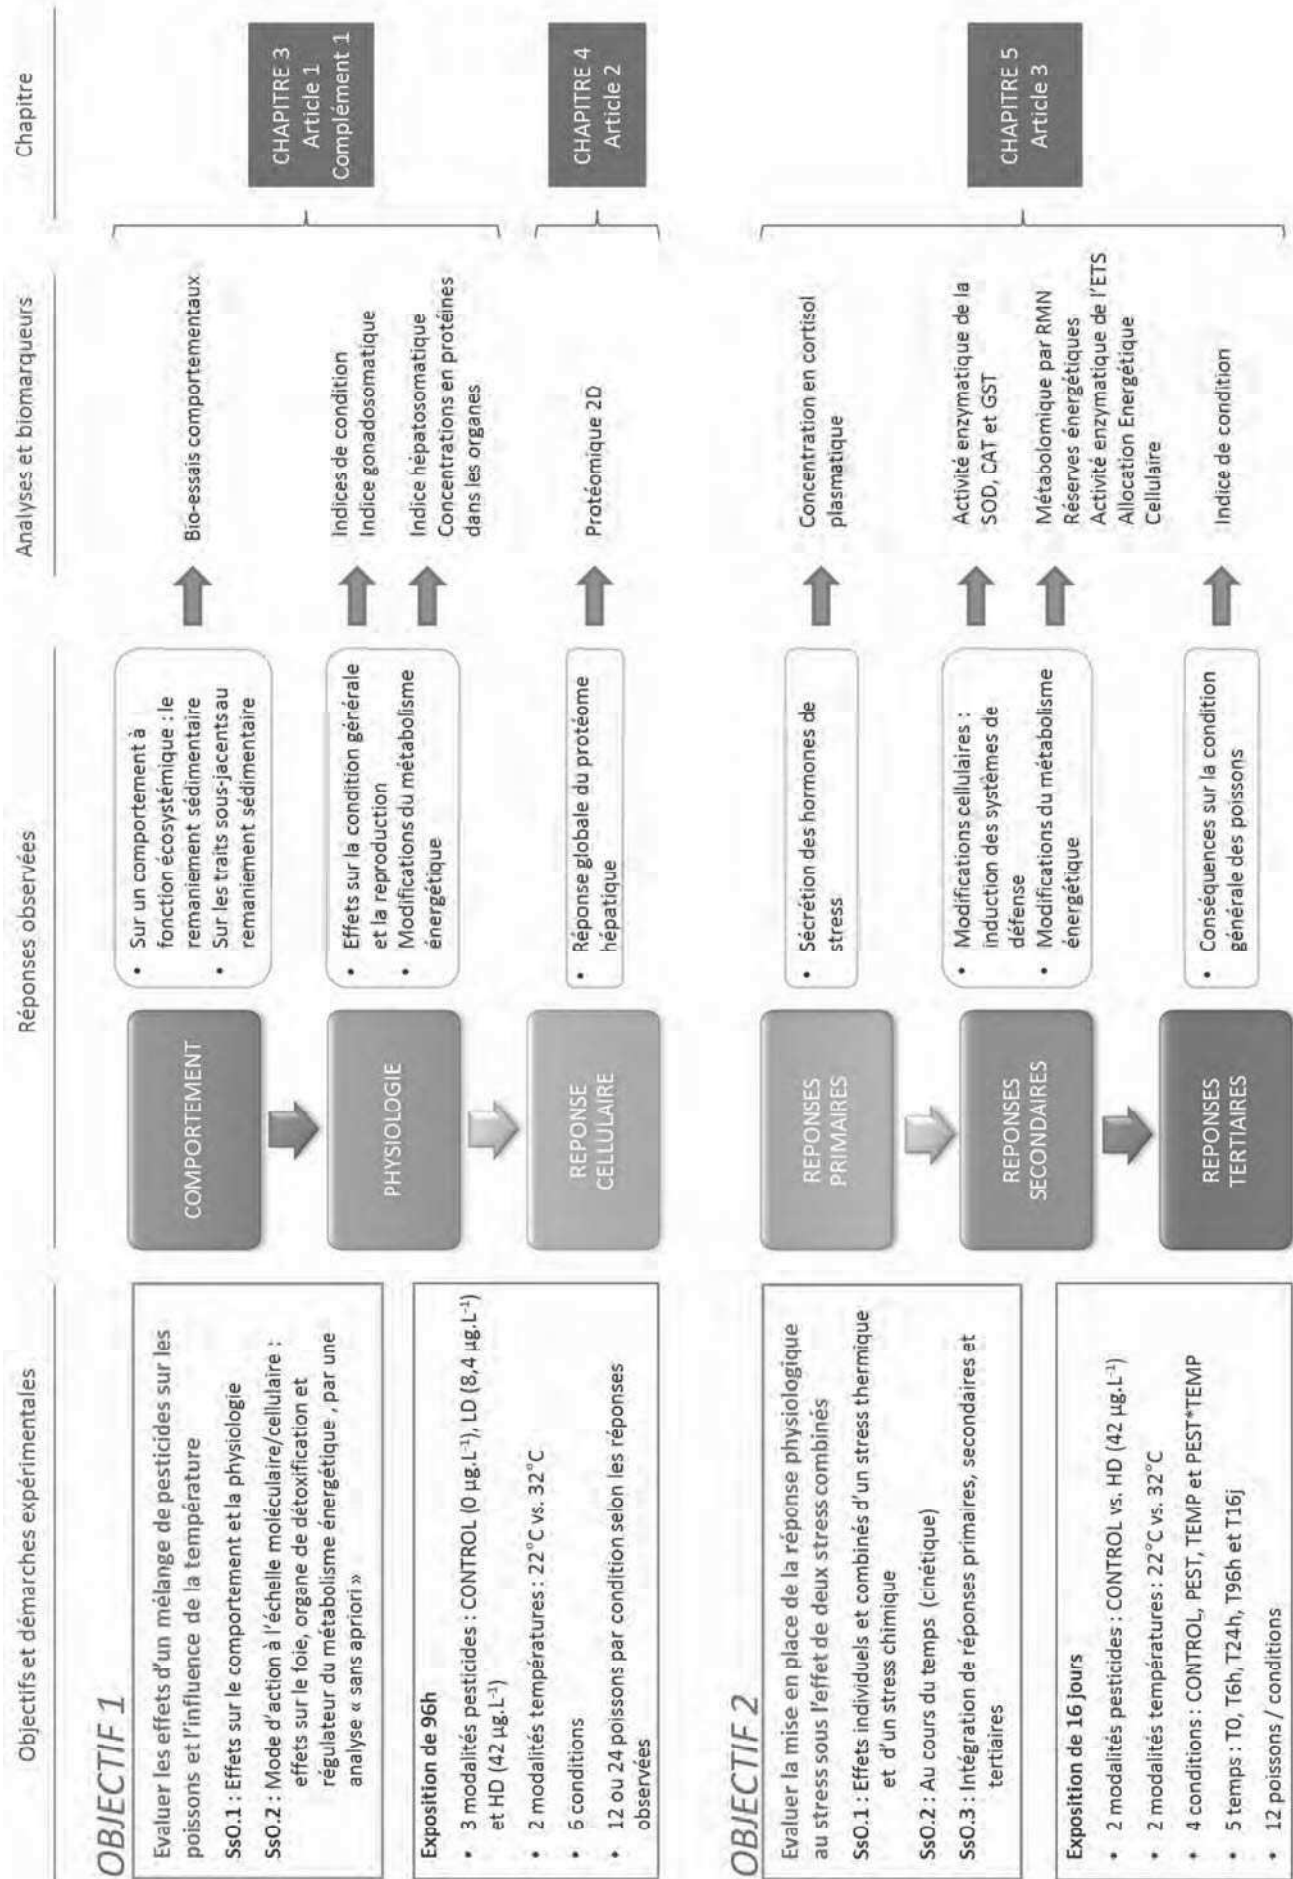 Objectifs et démarches expérimentales
Réponses observées
Analyses et biomarqueurs
Chapitre
OBJECTIF 1
Evaluer les effets d'un mélange de pesticides sur les
poissons et l'influence de la température
SsO.1 : Effets sur le comportement et la physiologie
SsO.2 : Mode d'action à l'échelle moléculaire/cellulaire :
effets sur le foie, organe de détoxification et
régulateur du métabolisme énergétique , par une
analyse « sans apriori »
Exposition de 96h
• 3 modalités pesticides : CONTROL (0 µg.L⁻¹), LD (8,4 µg.L⁻¹)
et HD (42 µg.L⁻¹)
• 2 modalités températures : 22°C vs. 32°C
• 6 conditions
• 12 ou 24 poissons par condition selon les réponses
observées
COMPORTEMENT
PHYSIOLOGIE
REPONSE
CELLULAIRE
• Sur un comportement à
fonction écosystémique : le
remaniement sédimentaire
• Sur les traits sous-jacents au
remaniement sédimentaire
• Effets sur la condition générale
et la reproduction
• Modifications du métabolisme
énergétique
• Réponse globale du protéome
hépatique
Bio-essais comportementaux
Indices de condition
Indice gonadosomatique
Indice hépatosomatique
Concentrations en protéines
dans les organes
Protéomique 2D
CHAPITRE 3
Article 1
Complément 1
CHAPITRE 4
Article 2
OBJECTIF 2
Evaluer la mise en place de la réponse physiologique
au stress sous l'effet de deux stress combinés
SsO.1 : Effets individuels et combinés d'un stress thermique
et d'un stress chimique
SsO.2 : Au cours du temps (cinétique)
SsO.3 : Intégration de réponses primaires, secondaires et
tertiaires
Exposition de 16 jours
• 2 modalités pesticides : CONTROL vs. HD (42 µg.L⁻¹)
• 2 modalités températures : 22°C vs. 32°C
• 4 conditions : CONTROL, PEST, TEMP et PEST*TEMP
• 5 temps : T0, T6h, T24h, T96h et T16j
• 12 poissons / conditions
REPONSES
PRIMAIRES
REPONSES
SECONDAIRES
REPONSES
TERTIAIRES
• Sécrétion des hormones de
stress
• Modifications cellulaires :
induction des systèmes de
défense
• Modifications du métabolisme
énergétique
• Conséquences sur la condition
générale des poissons
Concentration en cortisol
plasmatique
Activité enzymatique de la
SOD, CAT et GST
Métabolomique par RMN
Réserves énergétiques
Activité enzymatique de l'ETS
Allocation Energétique
Cellulaire
Indice de condition
CHAPITRE 5
Article 3